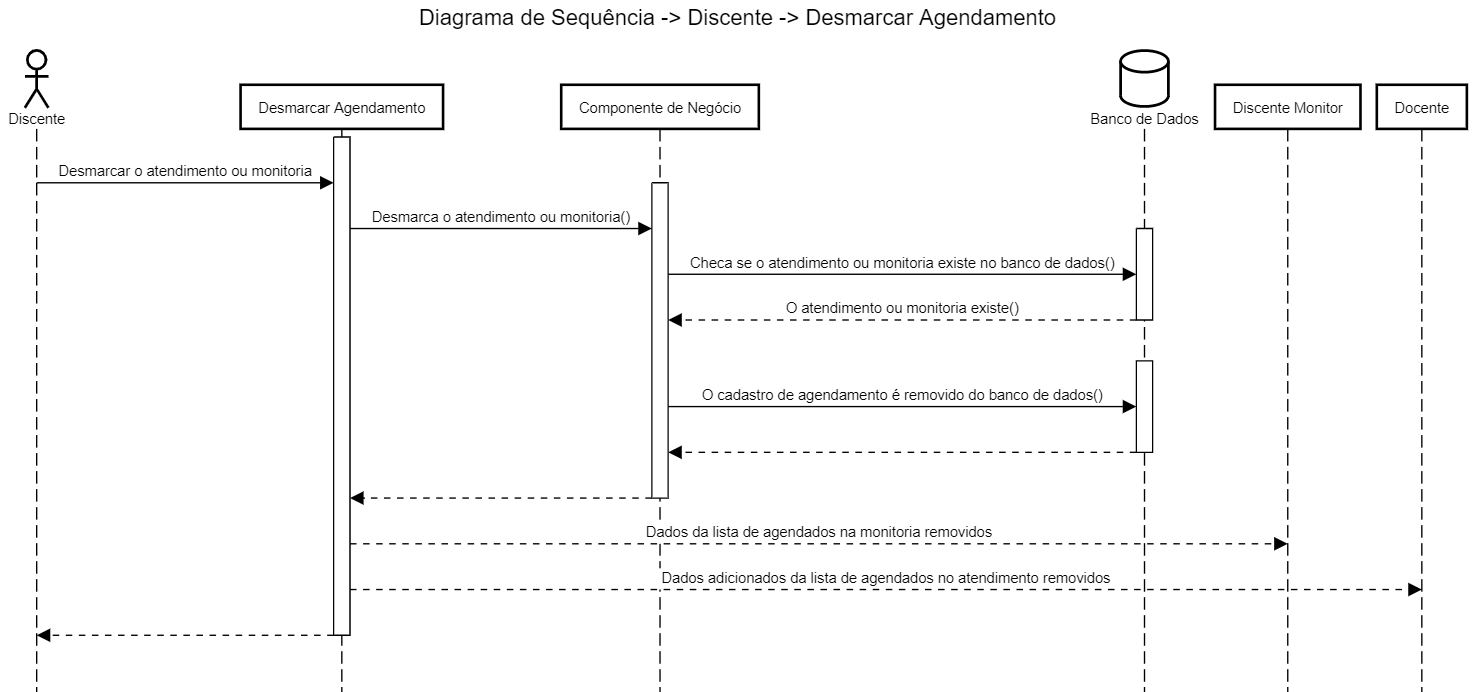 Diagrama de Sequência -> Discente -> Desmarcar Agendamento
Discente
Desmarcar Agendamento
Componente de Negócio
Banco de Dados
Discente Monitor
Docente
Desmarcar o atendimento ou monitoria
Desmarca o atendimento ou monitoria()
Checa se o atendimento ou monitoria existe no banco de dados()
O atendimento ou monitoria existe()
O cadastro de agendamento é removido do banco de dados()
Dados da lista de agendados na monitoria removidos
Dados adicionados da lista de agendados no atendimento removidos